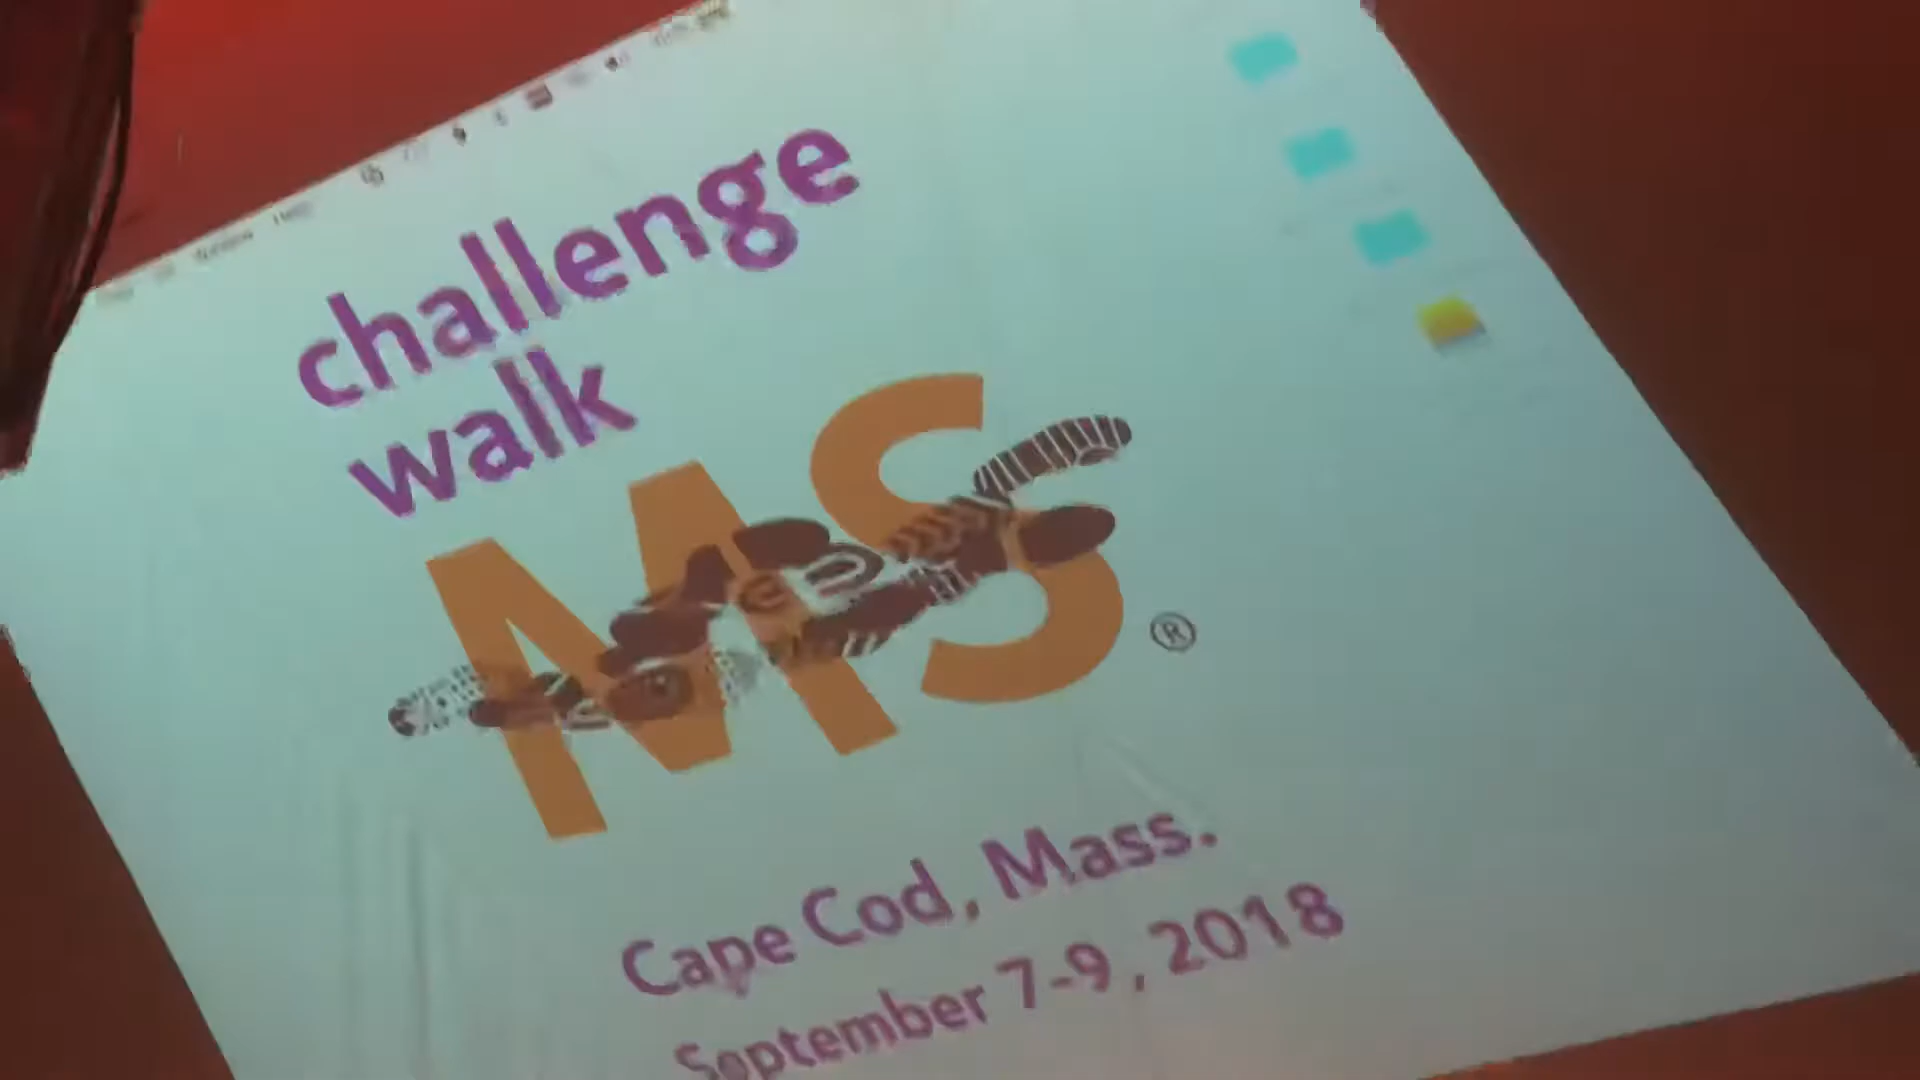 challenge
walk
MS®
Cape Cod, Mass.
September 7-9, 2018